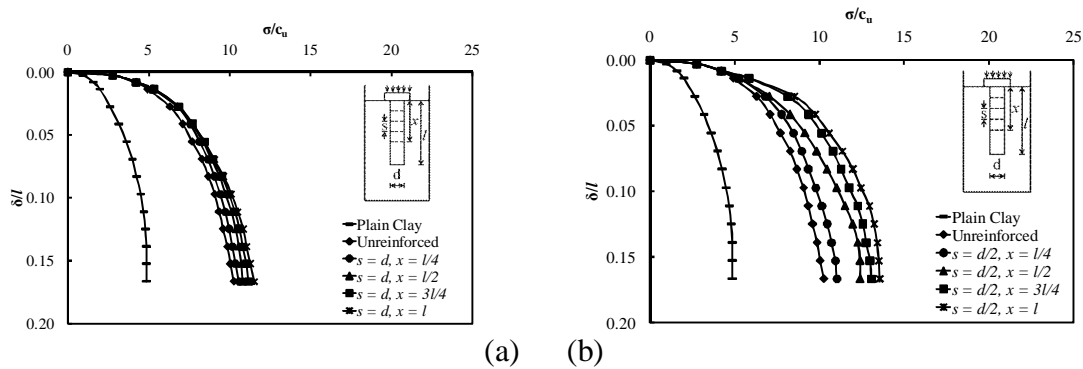 σ/cu
0 5 10 15 20 25
0.00
0.05
0.10
0.15
0.20
δ/l
s
x
l
d
Plain Clay
Unreinforced
s = d, x = l/4
s = d, x = l/2
s = d, x = 3l/4
s = d, x = l
(a)
σ/cu
0 5 10 15 20 25
0.00
0.05
0.10
0.15
0.20
δ/l
s
x
l
d
Plain Clay
Unreinforced
s = d/2, x = l/4
s = d/2, x = l/2
s = d/2, x = 3l/4
s = d/2, x = l
(b)